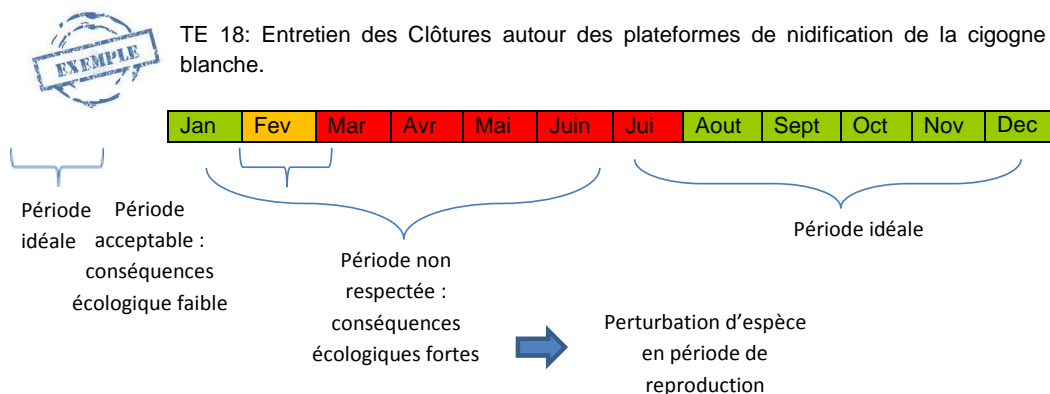 EXEMPLE
TE 18: Entretien des Clôtures autour des plateformes de nidification de la cigogne
blanche.
Jan Fev Mar Avr Mai Juin Jui Aout Sept Oct Nov Dec
Période
idéale
Période
acceptable :
conséquences
écologique faible
Période non
respectée :
conséquences
écologiques fortes
Période idéale
Perturbation d’espèce
en période de
reproduction